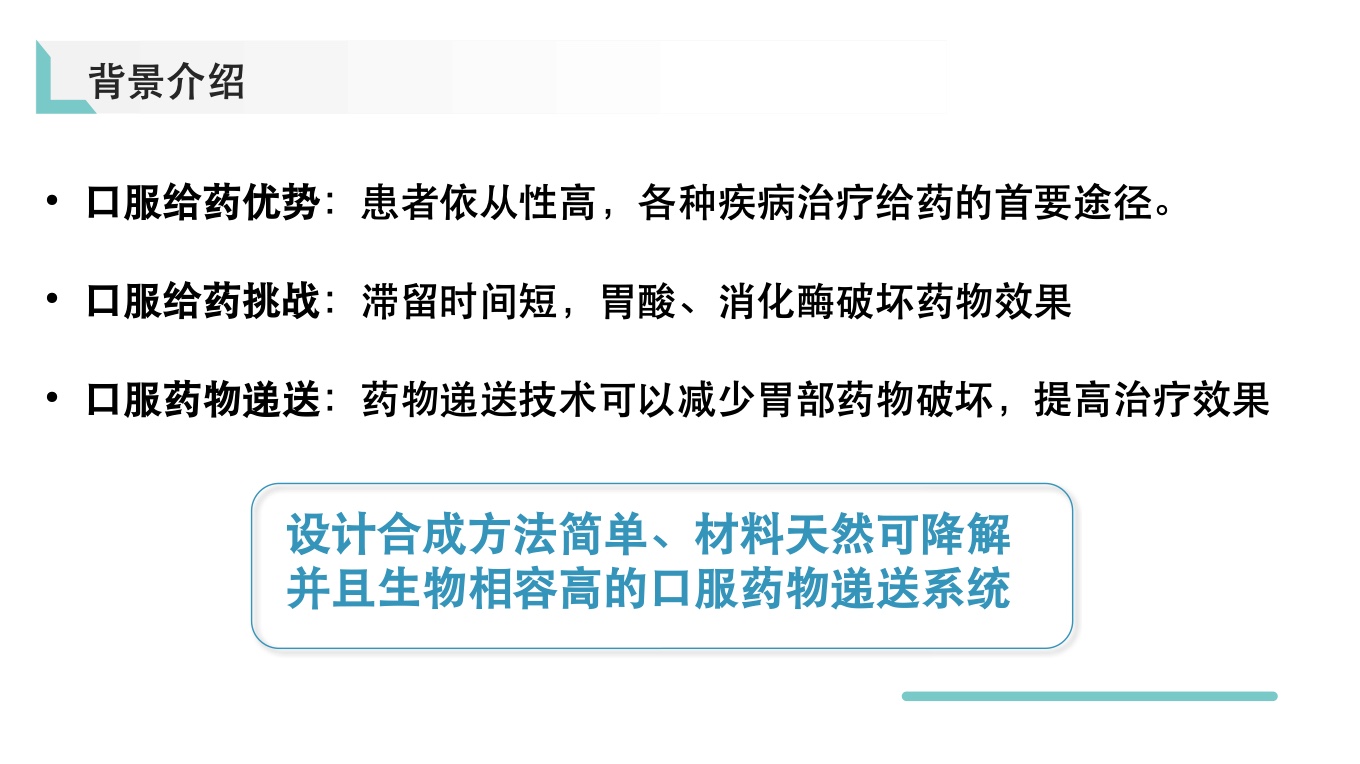 背景介绍
• 口服给药优势：患者依从性高，各种疾病治疗给药的首要途径。
• 口服给药挑战：滞留时间短，胃酸、消化酶破坏药物效果
• 口服药物递送：药物递送技术可以减少胃部药物破坏，提高治疗效果
设计合成方法简单、材料天然可降解
并且生物相容高的口服药物递送系统